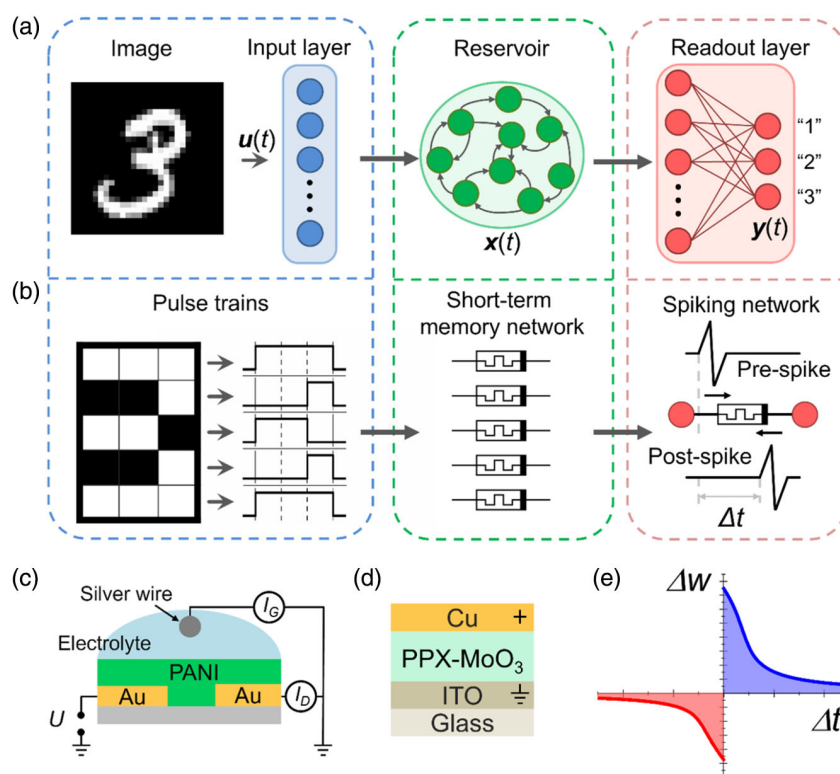 (a)
Image
Input layer
Reservoir
Readout layer
u(t)
x(t)
"1"
"2"
"3"
y(t)
(b)
Pulse trains
Short-term
memory network
Spiking network
Pre-spike
Post-spike
Δt
(c)
Silver wire
I_G
Electrolyte
PANI
Au
Au
I_D
U
(d)
Cu +
PPX-MoO₃
ITO
Glass
(e)
Δw
Δt